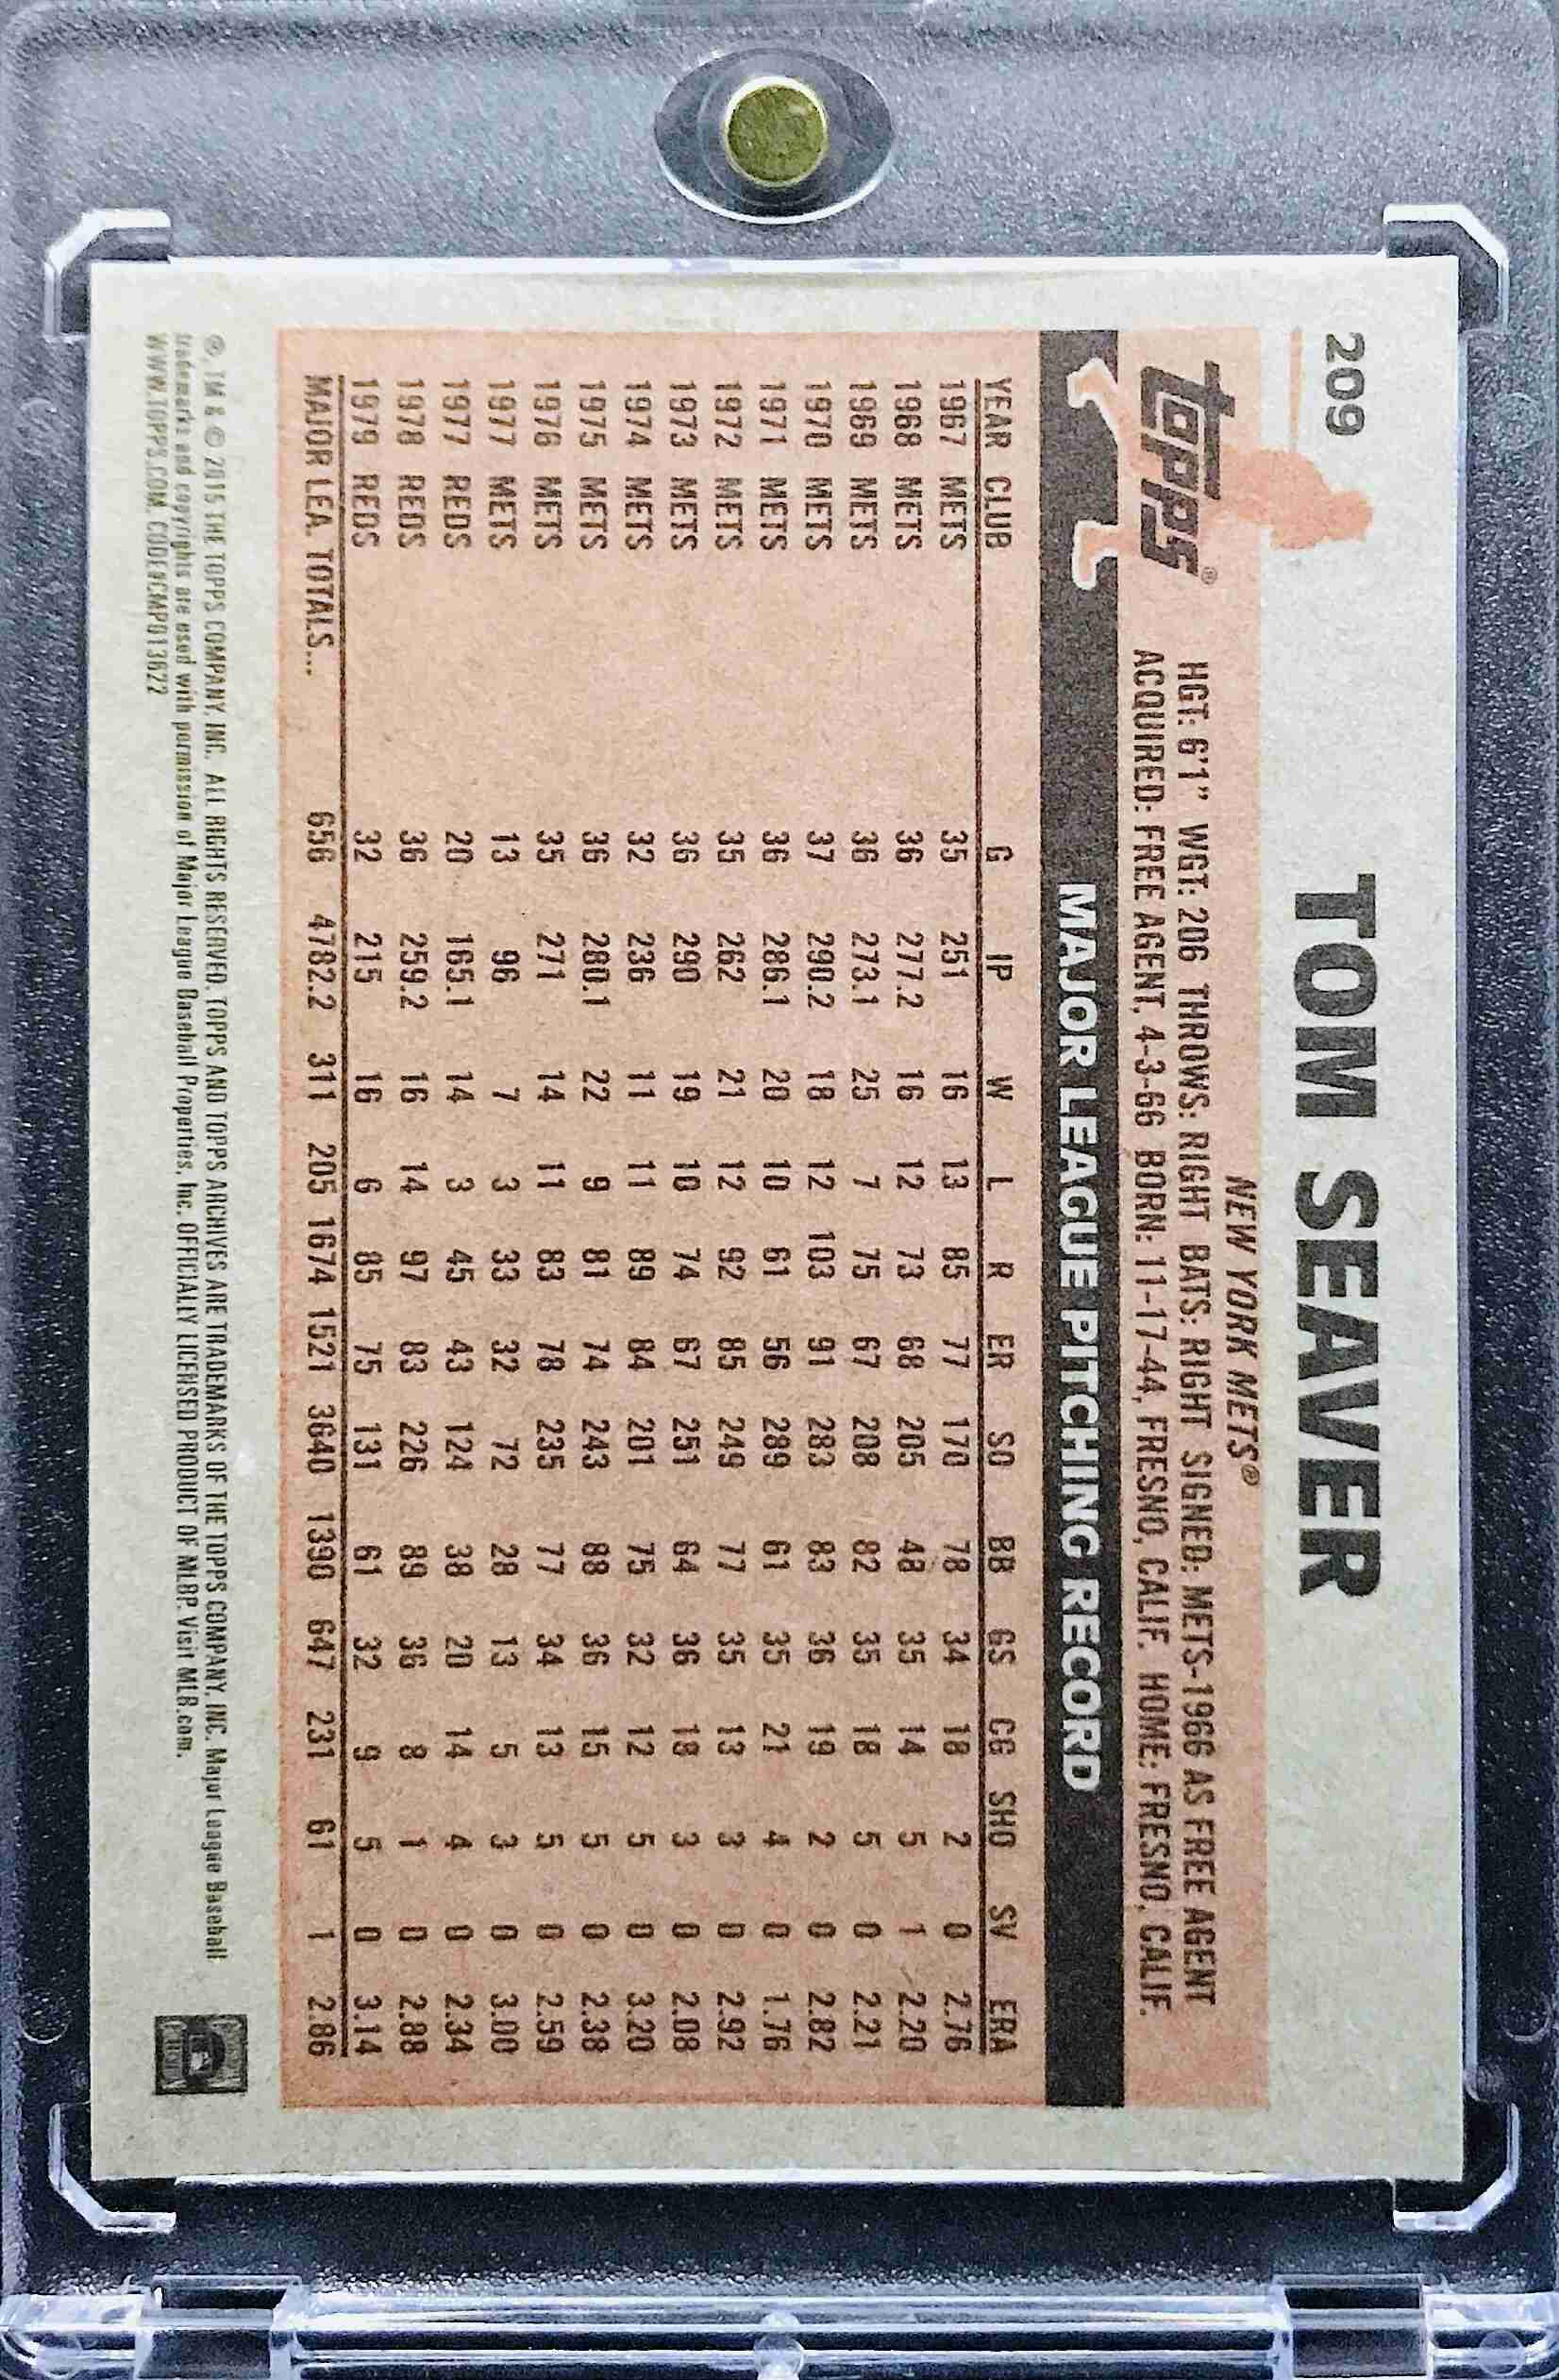 209
TOM SEAVER
NEW YORK METS®
topps®
HGT: 6'1" WGT: 206 THROWS: RIGHT BATS: RIGHT SIGNED: METS-1966 AS FREE AGENT
ACQUIRED: FREE AGENT, 4-3-66 BORN: 11-17-44, FRESNO, CALIF. HOME: FRESNO, CALIF.
MAJOR LEAGUE PITCHING RECORD
YEAR CLUB G IP W L R ER SO BB GS CG SHO SV ERA
1967 METS 35 251 16 13 85 77 170 78 34 18 2 0 2.76
1968 METS 36 277.2 16 12 73 68 205 48 35 14 5 1 2.20
1969 METS 36 273.1 25 7 75 67 208 82 35 18 5 0 2.21
1970 METS 37 290.2 18 12 103 91 283 83 36 19 2 0 2.82
1971 METS 36 286.1 20 10 61 56 289 61 35 21 4 0 1.76
1972 METS 35 262 21 12 92 85 249 77 35 13 3 0 2.92
1973 METS 36 290 19 10 74 67 251 64 36 18 3 0 2.08
1974 METS 32 236 11 11 89 84 201 75 32 12 5 0 3.20
1975 METS 36 280.1 22 9 81 74 243 88 36 15 5 0 2.38
1976 METS 35 271 14 11 83 78 235 77 34 13 5 0 2.59
1977 METS 13 96 7 3 33 32 72 28 13 5 3 0 3.00
1977 REDS 20 165.1 14 3 45 43 124 38 20 14 4 0 2.34
1978 REDS 36 259.2 16 14 97 83 226 89 36 8 1 0 2.88
1979 REDS 32 215 16 6 85 75 131 61 32 9 5 0 3.14
MAJOR LEA. TOTALS... 656 4782.2 311 205 1674 1521 3640 1390 647 231 61 1 2.86
®, TM & © 2015 THE TOPPS COMPANY, INC. ALL RIGHTS RESERVED. TOPPS AND TOPPS ARCHIVES ARE TRADEMARKS OF THE TOPPS COMPANY, INC. Major League Baseball
trademarks and copyrights are used with permission of Major League Baseball Properties, Inc. OFFICIALLY LICENSED PRODUCT OF MLBP. Visit MLB.com.
WWW.TOPPS.COM. CODE#CMP013622